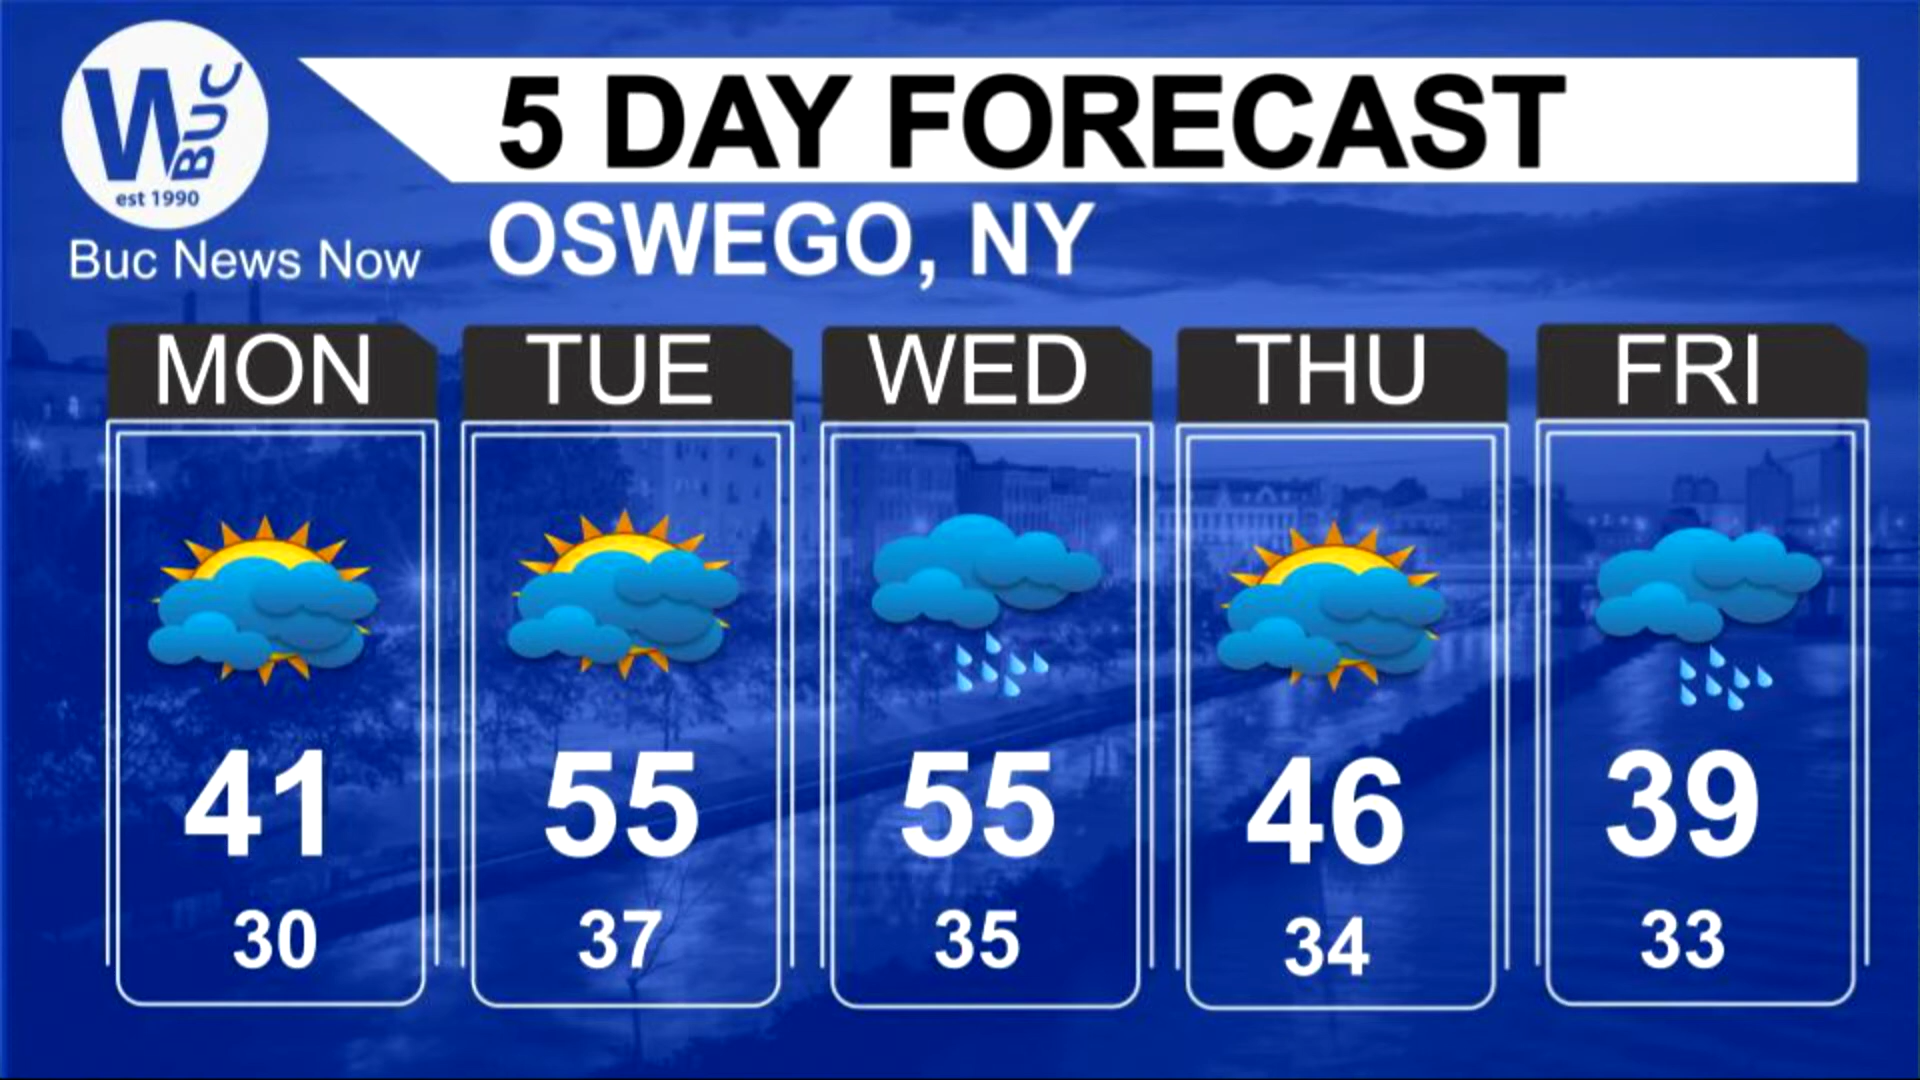 WBUC
est 1990
Buc News Now
5 DAY FORECAST
OSWEGO, NY
MON TUE WED THU FRI
41 55 55 46 39
30 37 35 34 33